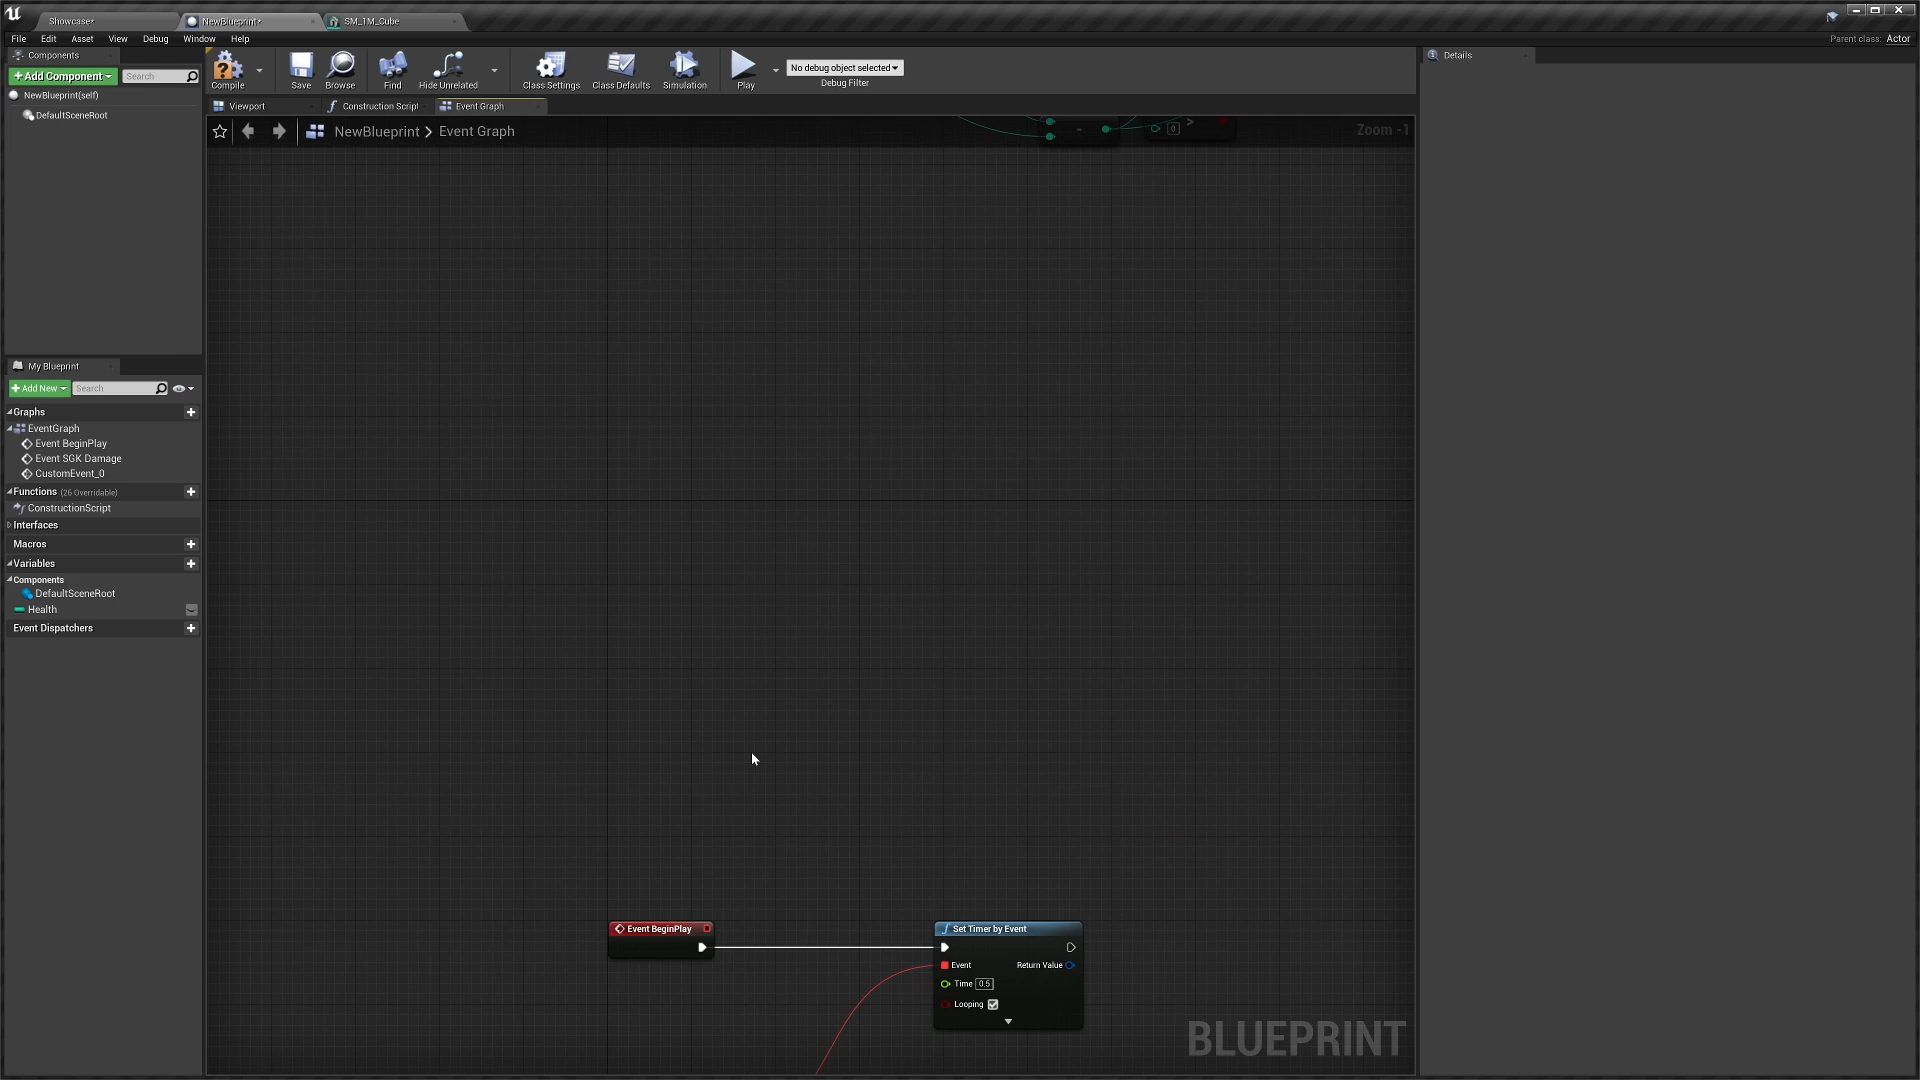 Showcase*
NewBlueprint*
SM_1M_Cube
File Edit Asset View Debug Window Help
Parent class: Actor
Components
+ Add Component
Search
NewBlueprint(self)
DefaultSceneRoot
Compile
Save
Browse
Find
Hide Unrelated
Class Settings
Class Defaults
Simulation
Play
No debug object selected
Debug Filter
Details
Viewport
Construction Script
Event Graph
NewBlueprint > Event Graph
Zoom -1
-
0
>
My Blueprint
+ Add New
Search
Graphs
EventGraph
Event BeginPlay
Event SGK Damage
CustomEvent_0
Functions (26 Overridable)
ConstructionScript
Interfaces
Macros
Variables
Components
DefaultSceneRoot
Health
Event Dispatchers
Event BeginPlay
Set Timer by Event
Event
Return Value
Time 0.5
Looping
BLUEPRINT